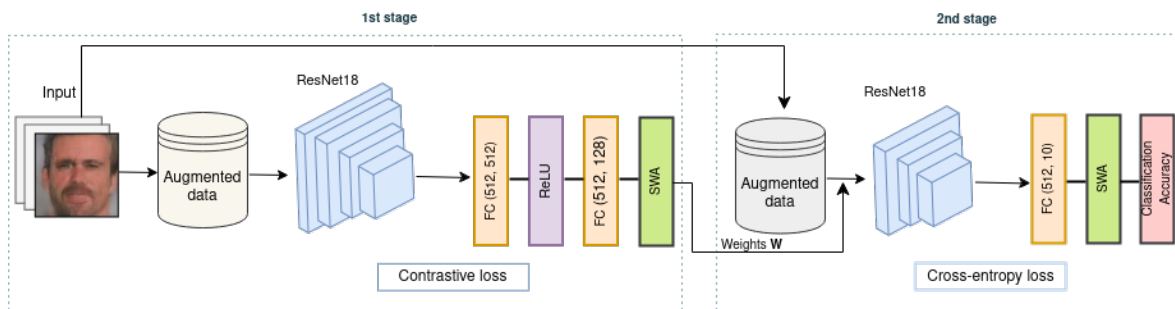 1st stage
2nd stage
Input
ResNet18
ResNet18
Augmented
data
FC (512, 512)
ReLU
FC (512, 128)
SWA
Augmented
data
FC (512, 10)
SWA
Classification
Accuracy
Weights W
Contrastive loss
Cross-entropy loss